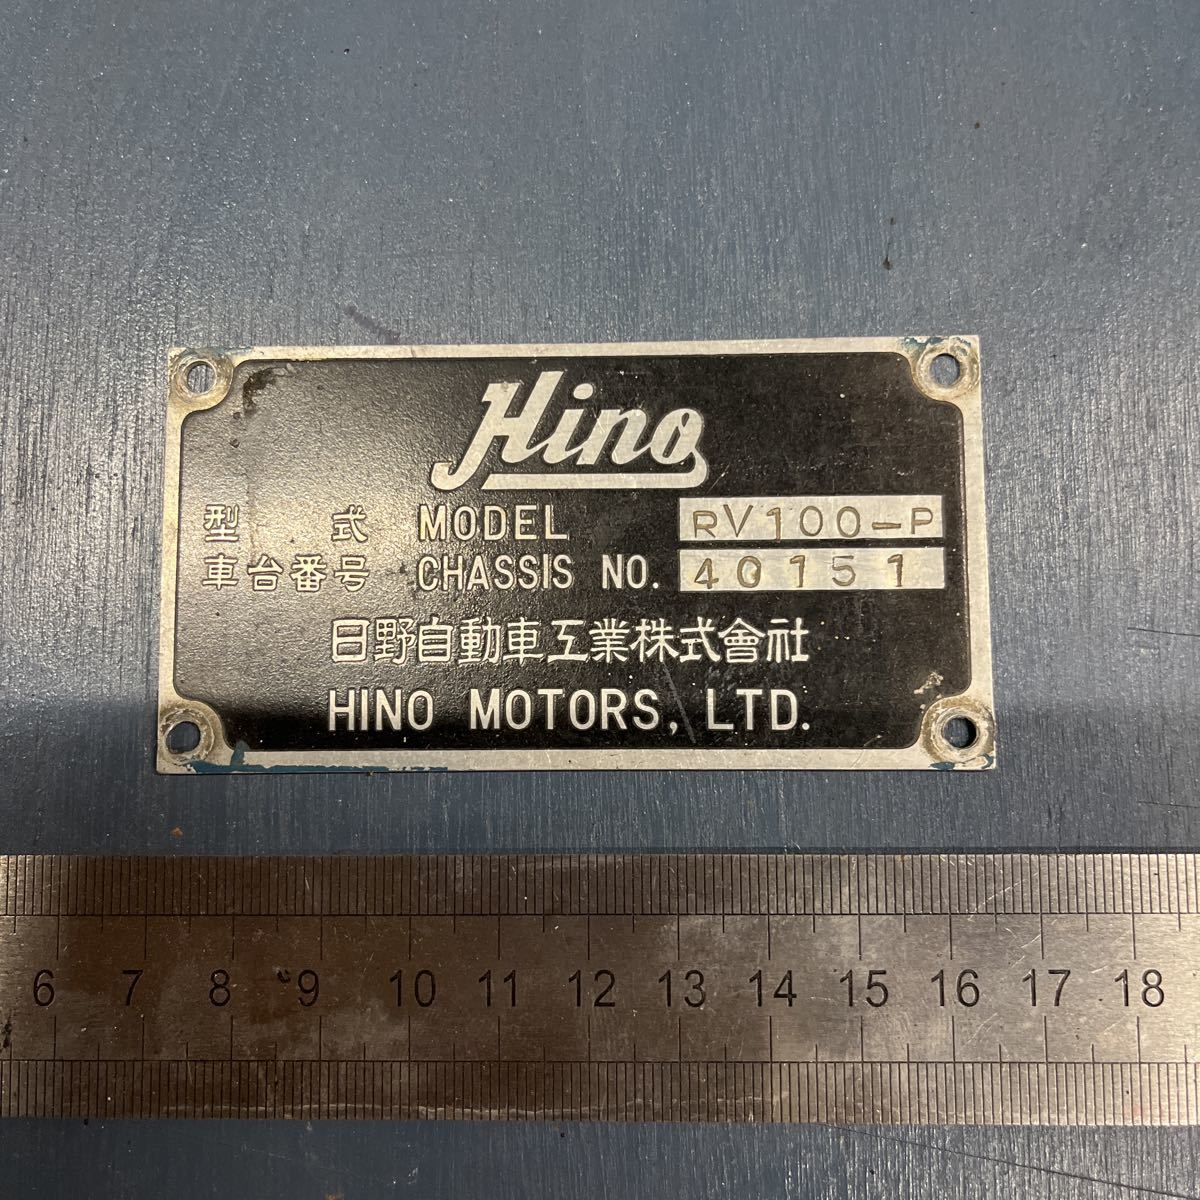 Hino
型式 MODEL RV100-P
車台番号 CHASSIS NO. 40151
日野自動車工業株式會社
HINO MOTORS, LTD.
6 7 8 9 10 11 12 13 14 15 16 17 18